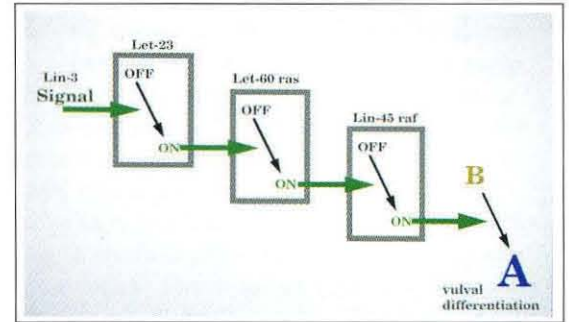 Let-23
Lin-3
Signal
OFF
ON
Let-60 ras
OFF
ON
Lin-45 raf
OFF
ON
B
A
vulval
differentiation